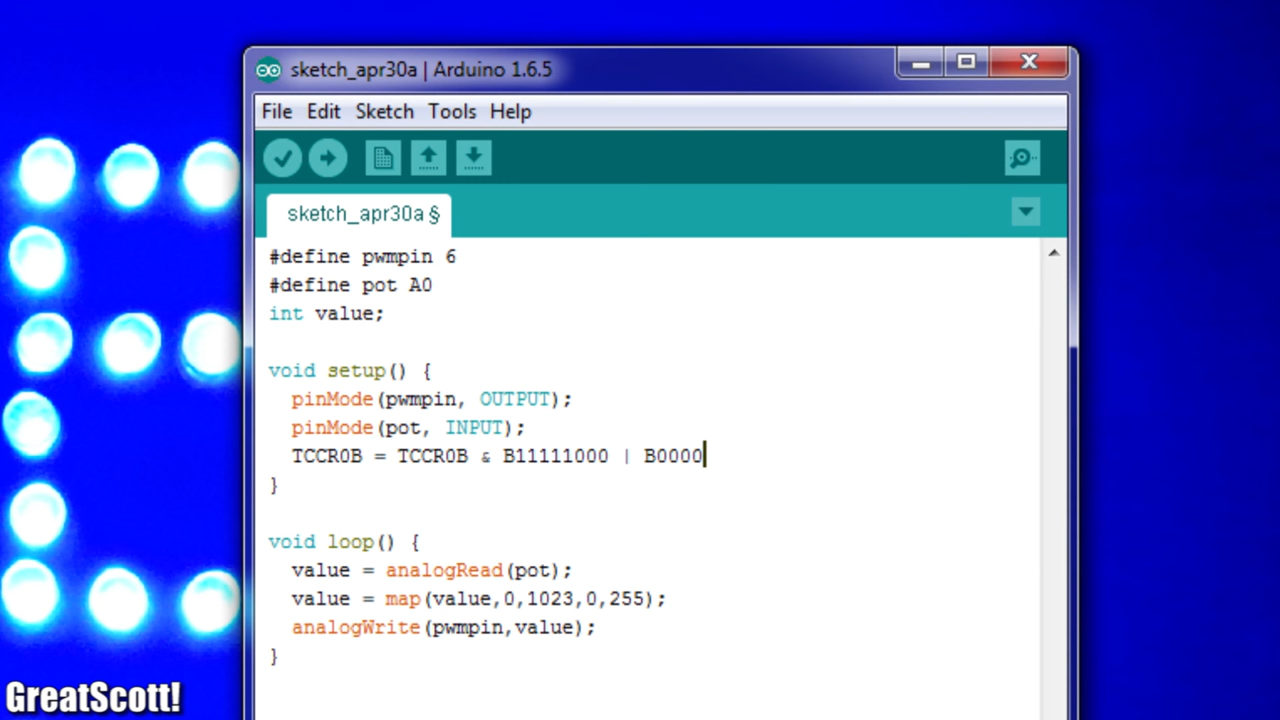 sketch_apr30a | Arduino 1.6.5
File Edit Sketch Tools Help
sketch_apr30a §
#define pwmpin 6
#define pot A0
int value;
void setup() {
pinMode(pwmpin, OUTPUT);
pinMode(pot, INPUT);
TCCR0B = TCCR0B & B11111000 | B0000
}
void loop() {
value = analogRead(pot);
value = map(value,0,1023,0,255);
analogWrite(pwmpin,value);
}
GreatScott!